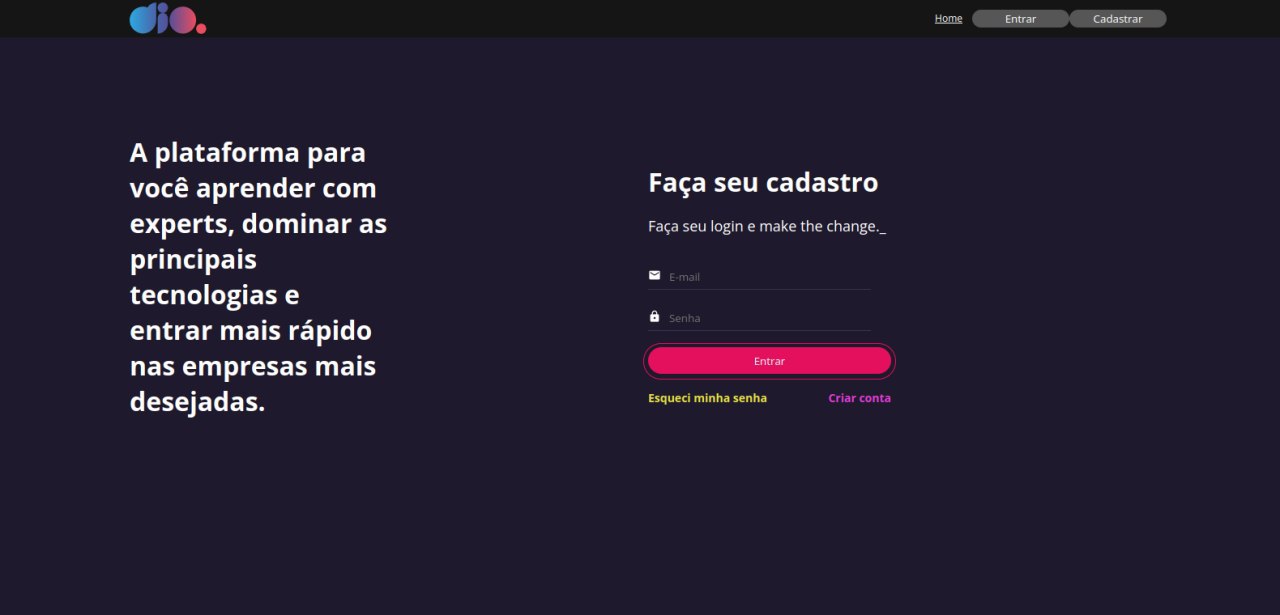 dio.
Home
Entrar
Cadastrar
A plataforma para
você aprender com
experts, dominar as
principais
tecnologias e
entrar mais rápido
nas empresas mais
desejadas.
Faça seu cadastro
Faça seu login e make the change._
E-mail
Senha
Entrar
Esqueci minha senha
Criar conta